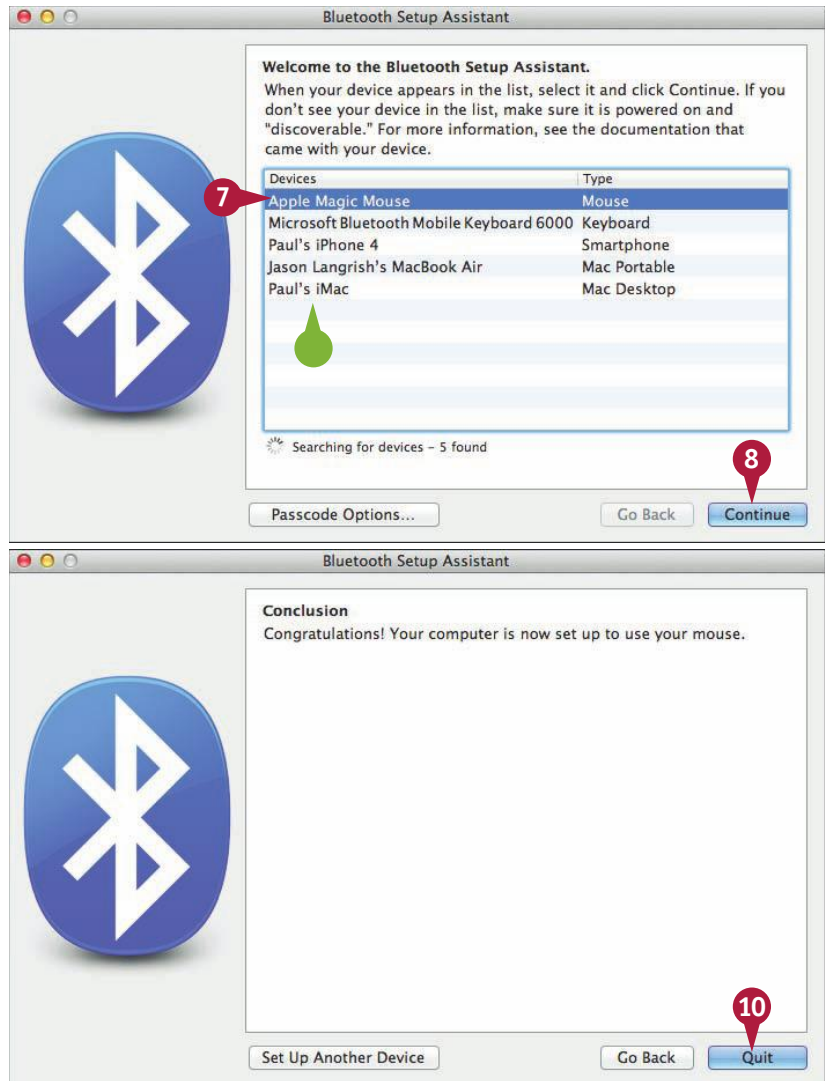 Bluetooth Setup Assistant
Welcome to the Bluetooth Setup Assistant.
When your device appears in the list, select it and click Continue. If you
don't see your device in the list, make sure it is powered on and
"discoverable." For more information, see the documentation that
came with your device.
Devices Type
7
Apple Magic Mouse Mouse
Microsoft Bluetooth Mobile Keyboard 6000 Keyboard
Paul's iPhone 4 Smartphone
Jason Langrish's MacBook Air Mac Portable
Paul's iMac Mac Desktop
Searching for devices – 5 found
8
Passcode Options... Go Back Continue
Bluetooth Setup Assistant
Conclusion
Congratulations! Your computer is now set up to use your mouse.
10
Set Up Another Device Go Back Quit